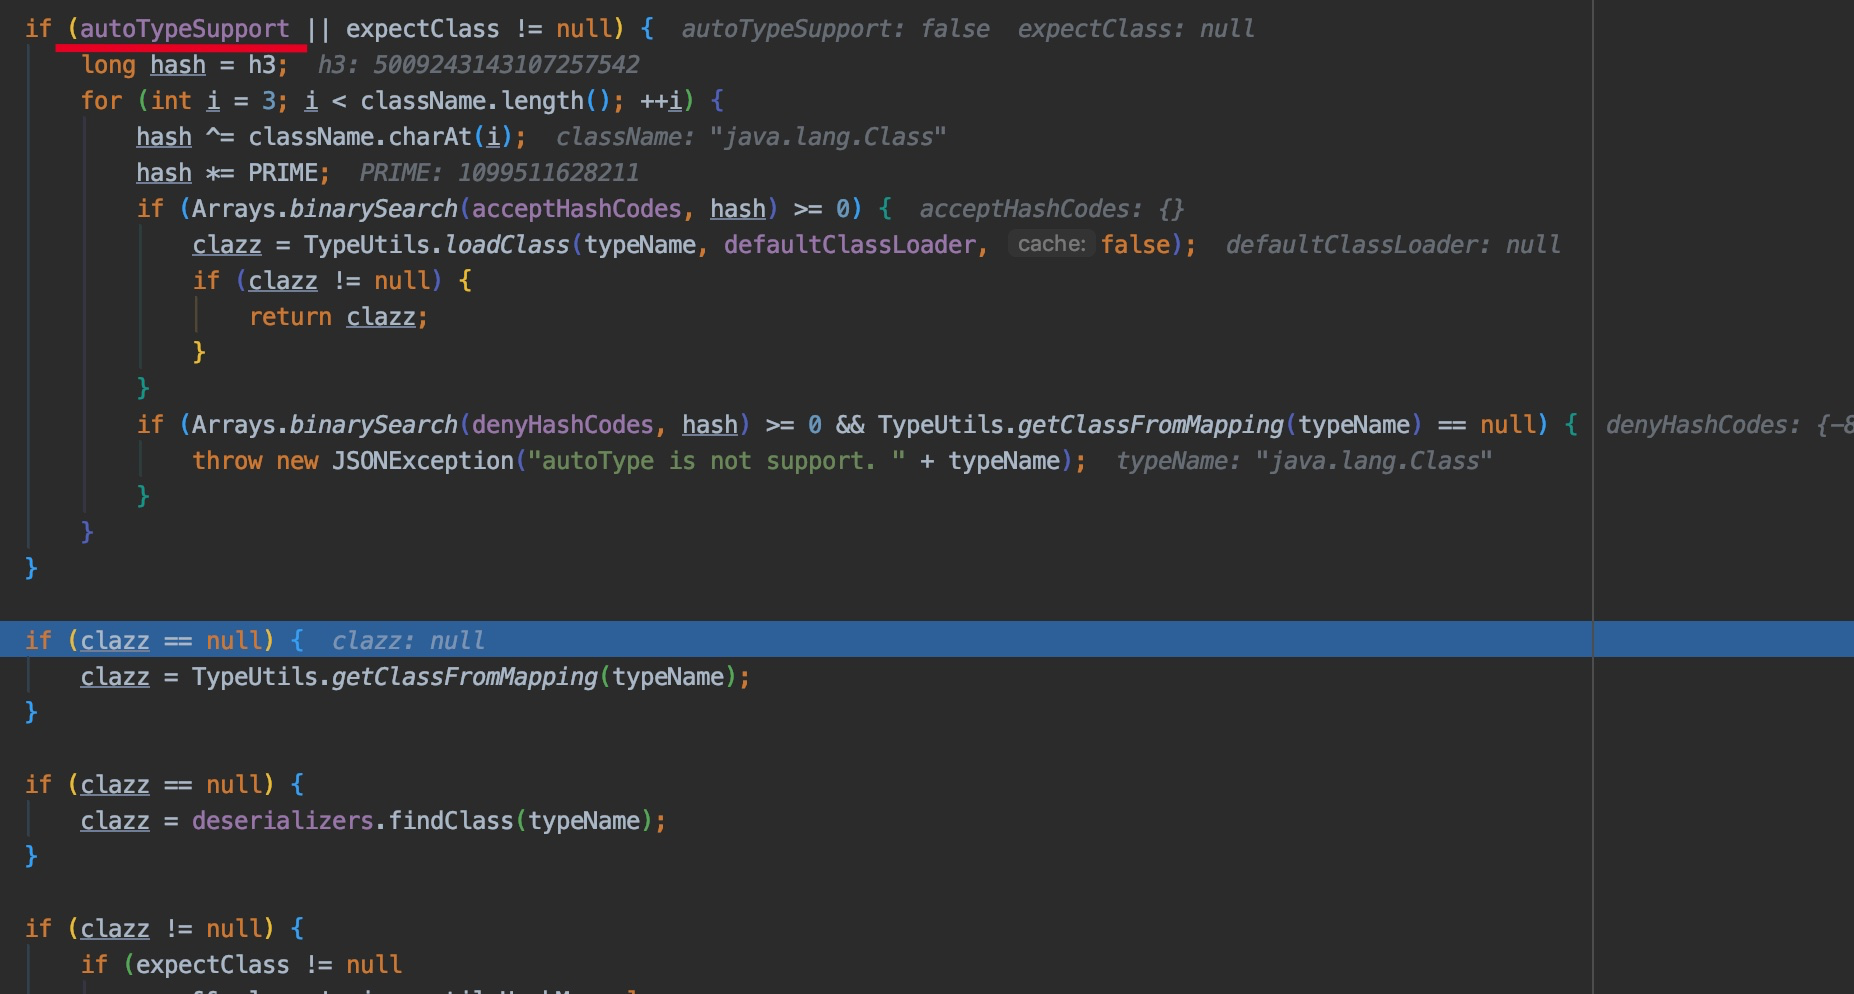 if (autoTypeSupport || expectClass != null) {  autoTypeSupport: false  expectClass: null
    long hash = h3;  h3: 5009243143107257542
    for (int i = 3; i < className.length(); ++i) {
        hash ^= className.charAt(i);  className: "java.lang.Class"
        hash *= PRIME;  PRIME: 1099511628211
        if (Arrays.binarySearch(acceptHashCodes, hash) >= 0) {  acceptHashCodes: {}
            clazz = TypeUtils.loadClass(typeName, defaultClassLoader, cache: false);  defaultClassLoader: null
            if (clazz != null) {
                return clazz;
            }
        }
        if (Arrays.binarySearch(denyHashCodes, hash) >= 0 && TypeUtils.getClassFromMapping(typeName) == null) {  denyHashCodes: {-8
            throw new JSONException("autoType is not support. " + typeName);  typeName: "java.lang.Class"
        }
    }
}
if (clazz == null) {  clazz: null
    clazz = TypeUtils.getClassFromMapping(typeName);
}
if (clazz == null) {
    clazz = deserializers.findClass(typeName);
}
if (clazz != null) {
    if (expectClass != null